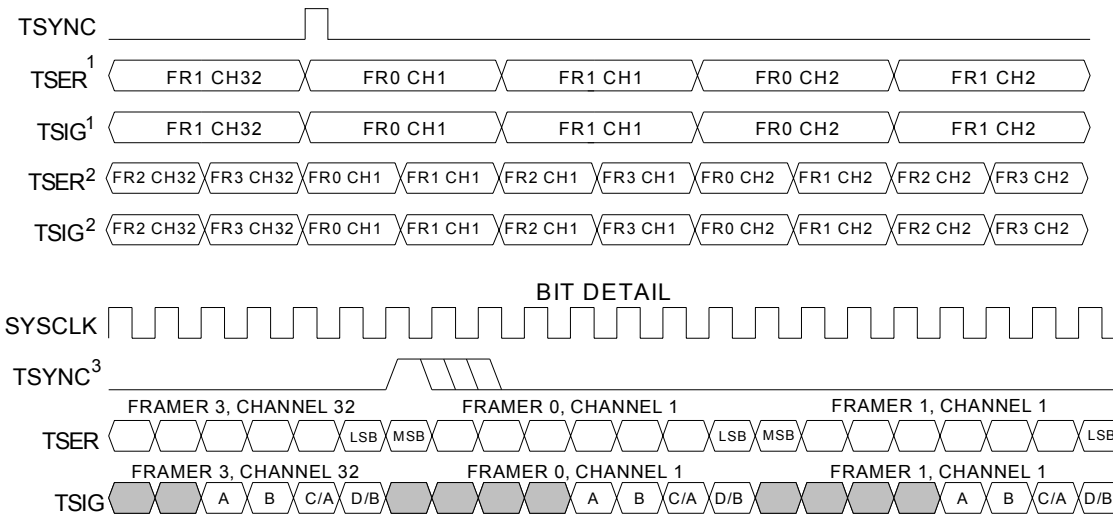 TSYNC
TSER1 FR1 CH32 FR0 CH1 FR1 CH1 FR0 CH2 FR1 CH2
TSIG1 FR1 CH32 FR0 CH1 FR1 CH1 FR0 CH2 FR1 CH2
TSER2 FR2 CH32 FR3 CH32 FR0 CH1 FR1 CH1 FR2 CH1 FR3 CH1 FR0 CH2 FR1 CH2 FR2 CH2 FR3 CH2
TSIG2 FR2 CH32 FR3 CH32 FR0 CH1 FR1 CH1 FR2 CH1 FR3 CH1 FR0 CH2 FR1 CH2 FR2 CH2 FR3 CH2
BIT DETAIL
SYSCLK
TSYNC3
FRAMER 3, CHANNEL 32 FRAMER 0, CHANNEL 1 FRAMER 1, CHANNEL 1
TSER LSB MSB LSB MSB LSB
FRAMER 3, CHANNEL 32 FRAMER 0, CHANNEL 1 FRAMER 1, CHANNEL 1
TSIG A B C/A D/B A B C/A D/B A B C/A D/B